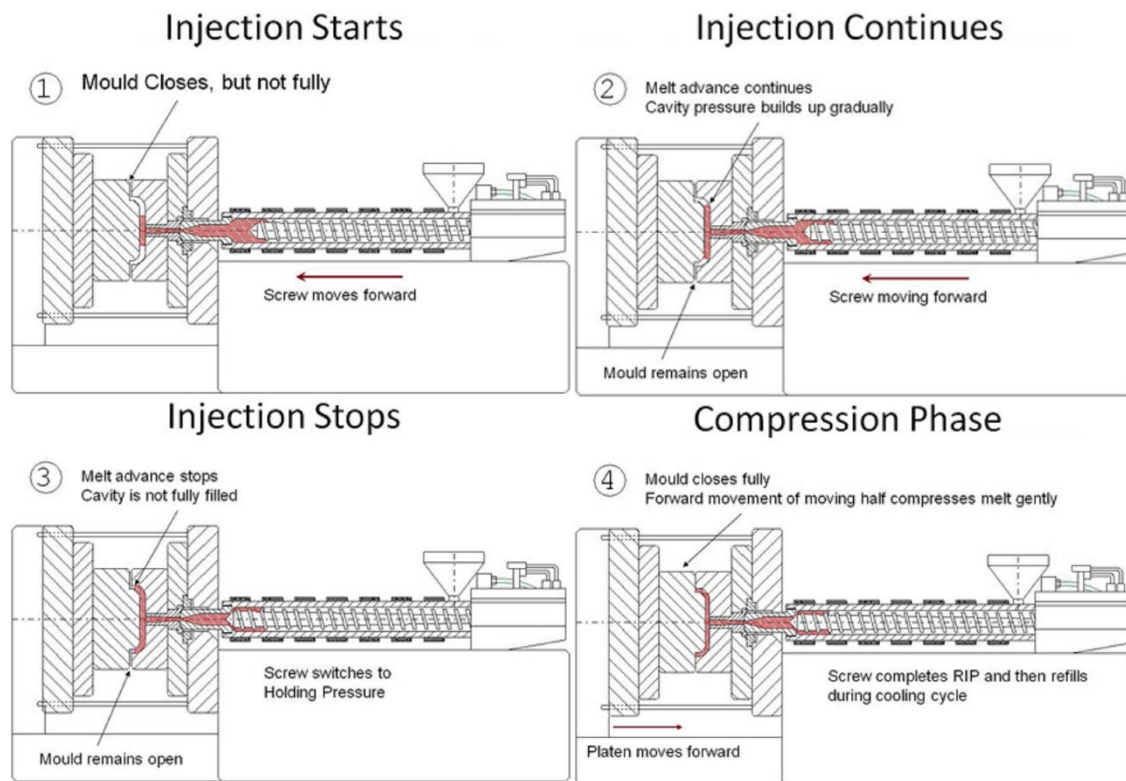 Injection Starts
1
Mould Closes, but not fully
Screw moves forward
Injection Continues
2
Melt advance continues
Cavity pressure builds up gradually
Screw moving forward
Mould remains open
Injection Stops
3
Melt advance stops
Cavity is not fully filled
Screw switches to
Holding Pressure
Mould remains open
Compression Phase
4
Mould closes fully
Forward movement of moving half compresses melt gently
Screw completes RIP and then refills
during cooling cycle
Platen moves forward